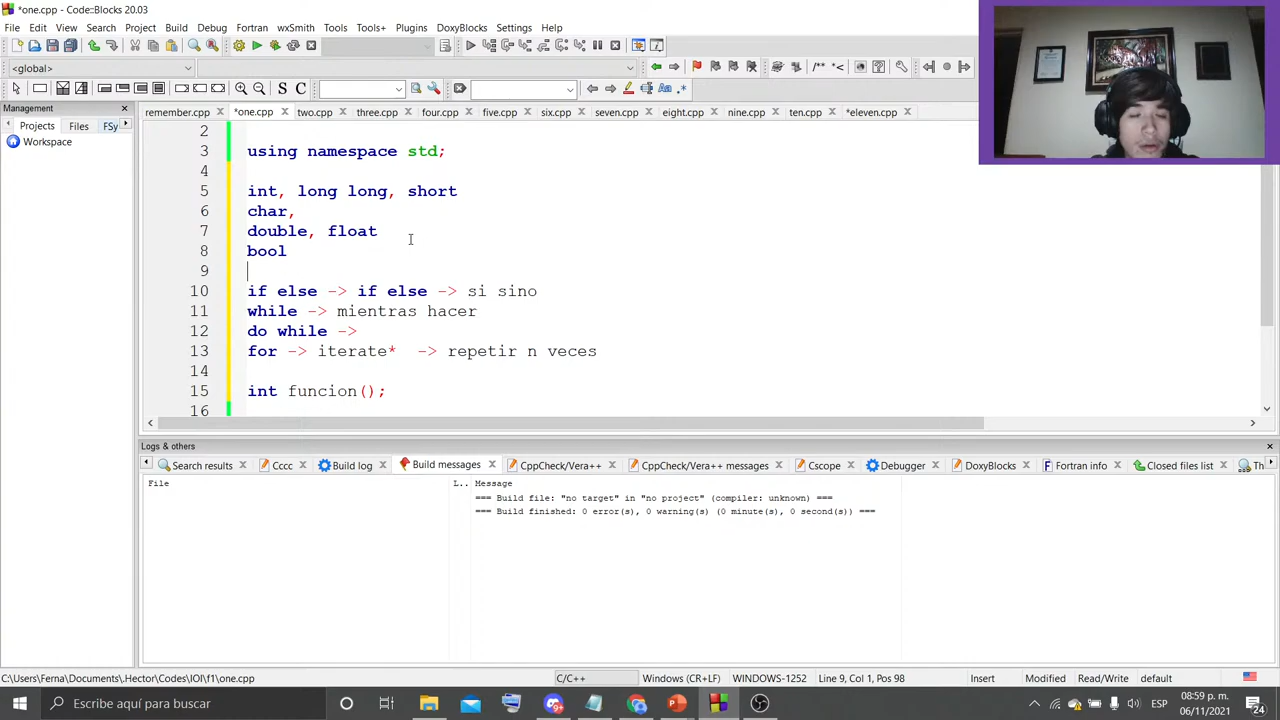 *one.cpp - Code::Blocks 20.03
File Edit View Search Project Build Debug Fortran wxSmith Tools Tools+ Plugins DoxyBlocks Settings Help
<global>
/** *<
S C
Aa .*
Management
Projects Files FSy
Workspace
remember.cpp *one.cpp two.cpp three.cpp four.cpp five.cpp six.cpp seven.cpp eight.cpp nine.cpp ten.cpp *eleven.cpp
2
3 using namespace std;
4
5 int, long long, short
6 char,
7 double, float
8 bool
9
10 if else -> if else -> si sino
11 while -> mientras hacer
12 do while ->
13 for -> iterate* -> repetir n veces
14
15 int funcion();
16
Logs & others
Search results Cccc Build log Build messages CppCheck/Vera++ CppCheck/Vera++ messages Cscope Debugger DoxyBlocks Fortran info Closed files list Th
File L.. Message
=== Build file: "no target" in "no project" (compiler: unknown) ===
=== Build finished: 0 error(s), 0 warning(s) (0 minute(s), 0 second(s)) ===
C:\Users\Ferna\Documents\.Hector\Codes\IOI\f1\one.cpp C/C++ Windows (CR+LF) WINDOWS-1252 Line 9, Col 1, Pos 98 Insert Modified Read/Write default
Escribe aquí para buscar
ESP
08:59 p. m.
06/11/2021
24